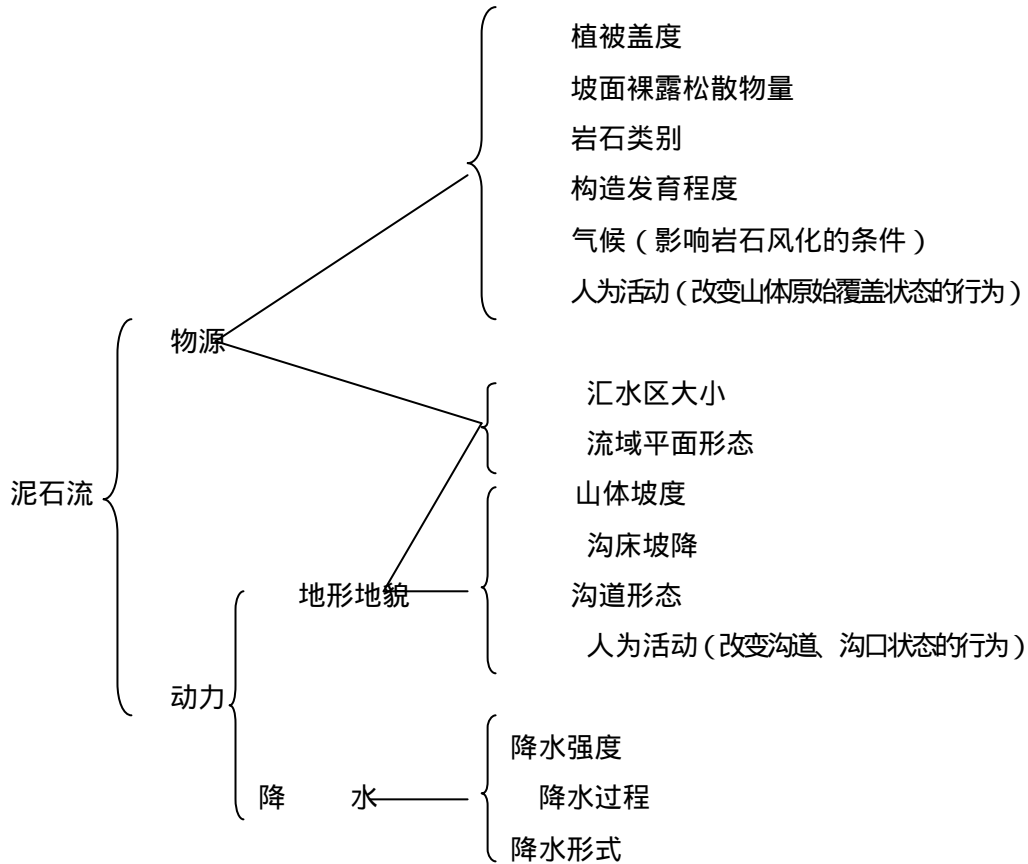 植被盖度
坡面裸露松散物量
岩石类别
构造发育程度
气候（影响岩石风化的条件）
人为活动（改变山体原始覆盖状态的行为）
物源
汇水区大小
流域平面形态
泥石流
山体坡度
沟床坡降
地形地貌
沟道形态
人为活动（改变沟道、沟口状态的行为）
动力
降水强度
降 水
降水过程
降水形式